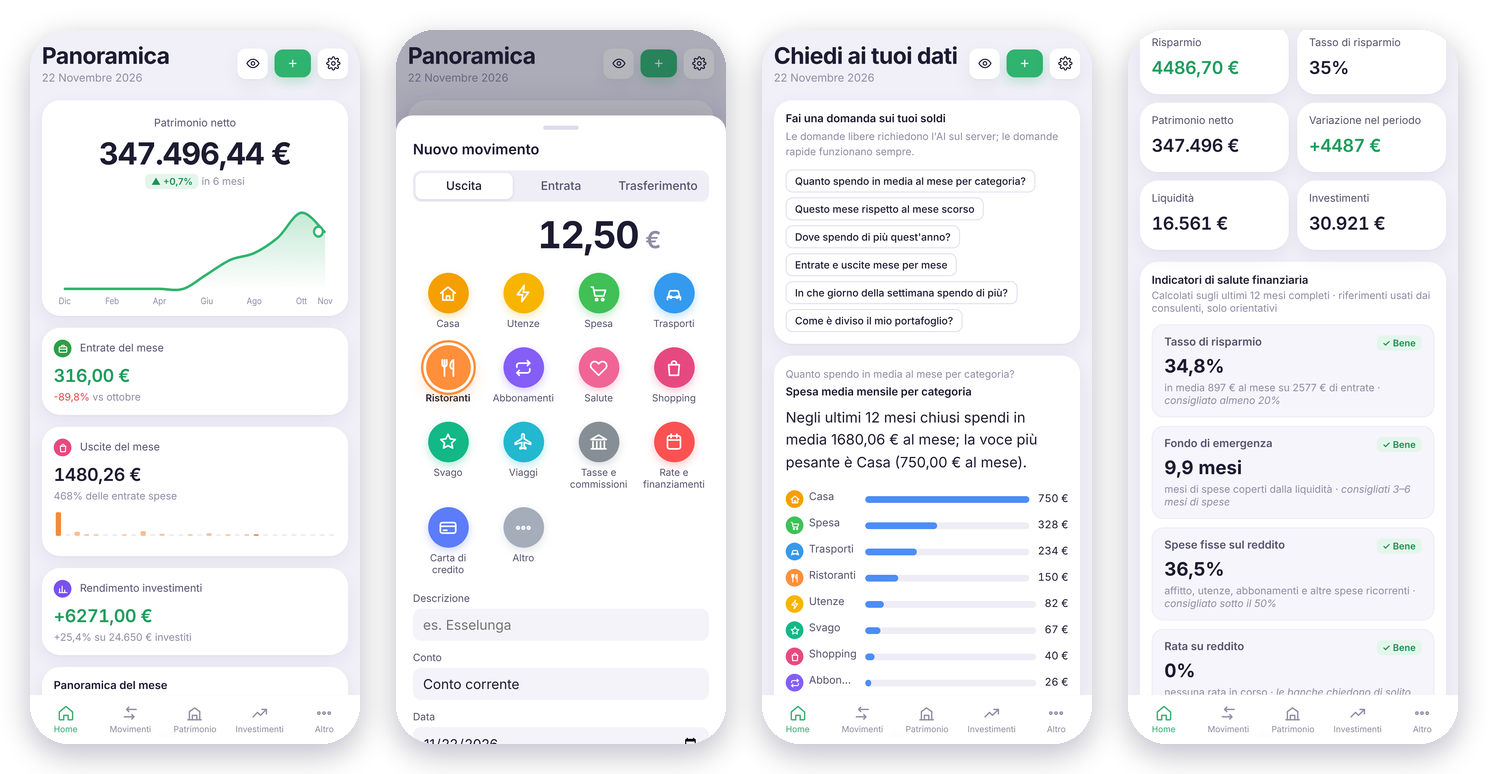 Panoramica
22 Novembre 2026
+
Patrimonio netto
347.496,44 €
▲ +0,7% in 6 mesi
Dic Feb Apr Giu Ago Ott Nov
Entrate del mese
316,00 €
-89,8% vs ottobre
Uscite del mese
1480,26 €
468% delle entrate spese
Rendimento investimenti
+6271,00 €
+25,4% su 24.650 € investiti
Panoramica del mese
Home Movimenti Patrimonio Investimenti Altro
Panoramica
22 Novembre 2026
+
Nuovo movimento
Uscita Entrata Trasferimento
12,50 €
Casa Utenze Spesa Trasporti
Ristoranti Abbonamenti Salute Shopping
Svago Viaggi Tasse e commissioni Rate e finanziamenti
Carta di credito Altro
Descrizione
es. Esselunga
Conto
Conto corrente
Data
11/22/2026
Chiedi ai tuoi dati
22 Novembre 2026
+
Fai una domanda sui tuoi soldi
Le domande libere richiedono l'AI sul server; le domande
rapide funzionano sempre.
Quanto spendo in media al mese per categoria?
Questo mese rispetto al mese scorso
Dove spendo di più quest'anno?
Entrate e uscite mese per mese
In che giorno della settimana spendo di più?
Come è diviso il mio portafoglio?
Quanto spendo in media al mese per categoria?
Spesa media mensile per categoria
Negli ultimi 12 mesi chiusi spendi in
media 1680,06 € al mese; la voce più
pesante è Casa (750,00 € al mese).
Casa 750 €
Spesa 328 €
Trasporti 234 €
Ristoranti 150 €
Utenze 82 €
Svago 67 €
Shopping 40 €
Abbon... 26 €
Home Movimenti Patrimonio Investimenti Altro
Risparmio
4486,70 €
Tasso di risparmio
35%
Patrimonio netto
347.496 €
Variazione nel periodo
+4487 €
Liquidità
16.561 €
Investimenti
30.921 €
Indicatori di salute finanziaria
Calcolati sugli ultimi 12 mesi completi · riferimenti usati dai
consulenti, solo orientativi
Tasso di risparmio ✓ Bene
34,8%
in media 897 € al mese su 2577 € di entrate ·
consigliato almeno 20%
Fondo di emergenza ✓ Bene
9,9 mesi
mesi di spese coperti dalla liquidità · consigliati 3–6
mesi di spese
Spese fisse sul reddito ✓ Bene
36,5%
affitto, utenze, abbonamenti e altre spese ricorrenti ·
consigliato sotto il 50%
Rata su reddito ✓ Bene
0%
nessuna rata in corso · le banche chiedono di solito
Home Movimenti Patrimonio Investimenti Altro